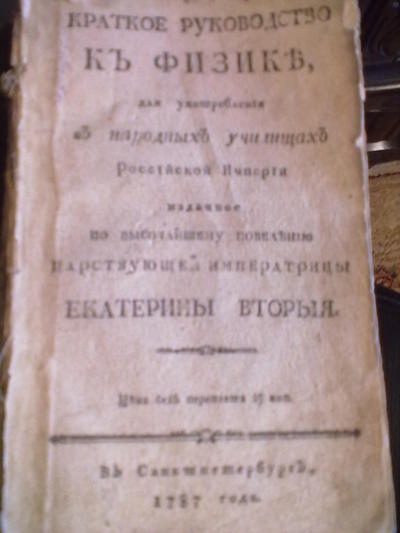 КРАТКОЕ РУКОВОДСТВО
КЪ ФИЗИКѢ,
для употребленія
въ народныхъ училищахъ
Россійской Имперіи
изданное
по высочайшему повелѣнію
ЦАРСТВУЮЩЕЙ ИМПЕРАТРИЦЫ
ЕКАТЕРИНЫ ВТОРЫЯ.
Цѣна безъ переплета коп.
Въ Санктпетербургѣ,
1787 года.